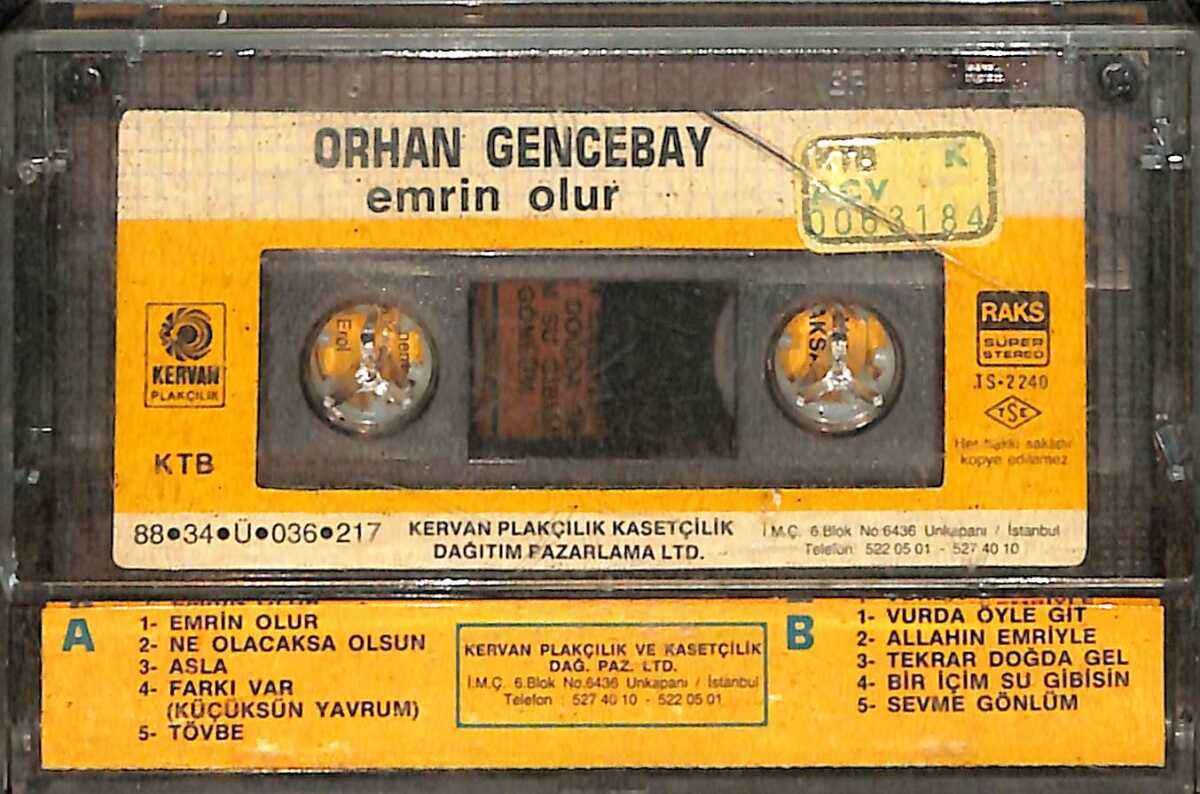 ORHAN GENCEBAY
emrin olur
KTB K
0063184
KERVAN
PLAKÇILIK
KTB
Erol
RAKS
SÜPER
STEREO
TS-2240
TSE
Her hakkı saklıdır
kopya edilemez
88•34•Ü•036•217
KERVAN PLAKÇILIK KASETÇİLİK
DAĞITIM PAZARLAMA LTD.
İ.M.Ç. 6.Blok No:6436 Unkapanı / İstanbul
Telefon: 522 05 01 - 527 40 10
A
1- EMRİN OLUR
2- NE OLACAKSA OLSUN
3- ASLA
4- FARKI VAR
(KÜÇÜKSÜN YAVRUM)
5- TÖVBE
KERVAN PLAKÇILIK VE KASETÇİLİK
DAĞ. PAZ. LTD.
İ.M.Ç. 6.Blok No.6436 Unkapanı / İstanbul
Telefon : 527 40 10 - 522 05 01
B
1- VURDA ÖYLE GİT
2- ALLAHIN EMRİYLE
3- TEKRAR DOĞDA GEL
4- BİR İÇİM SU GİBİSİN
5- SEVME GÖNLÜM